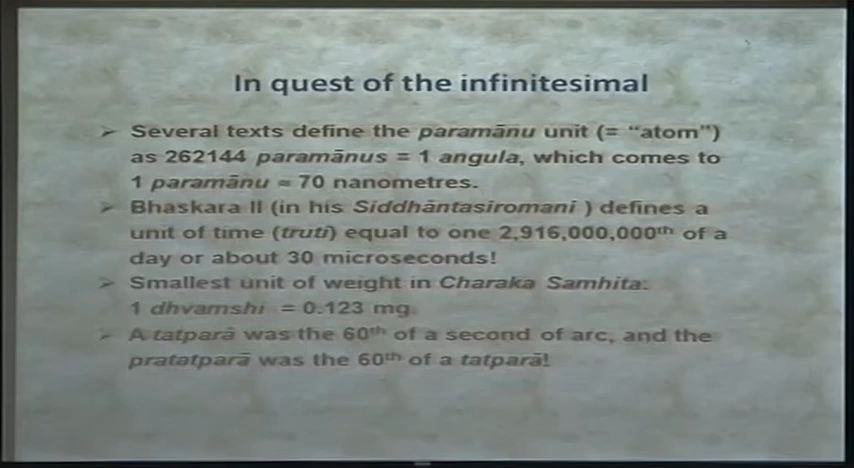 In quest of the infinitesimal
➢ Several texts define the paramānu unit (= “atom”)
as 262144 paramānus = 1 angula, which comes to
1 paramānu ≈ 70 nanometres.
➢ Bhaskara II (in his Siddhāntasiromani ) defines a
unit of time (truti) equal to one 2,916,000,000th of a
day or about 30 microseconds!
➢ Smallest unit of weight in Charaka Samhita:
1 dhvamshi = 0.123 mg.
➢ A tatparā was the 60th of a second of arc, and the
pratatparā was the 60th of a tatparā!